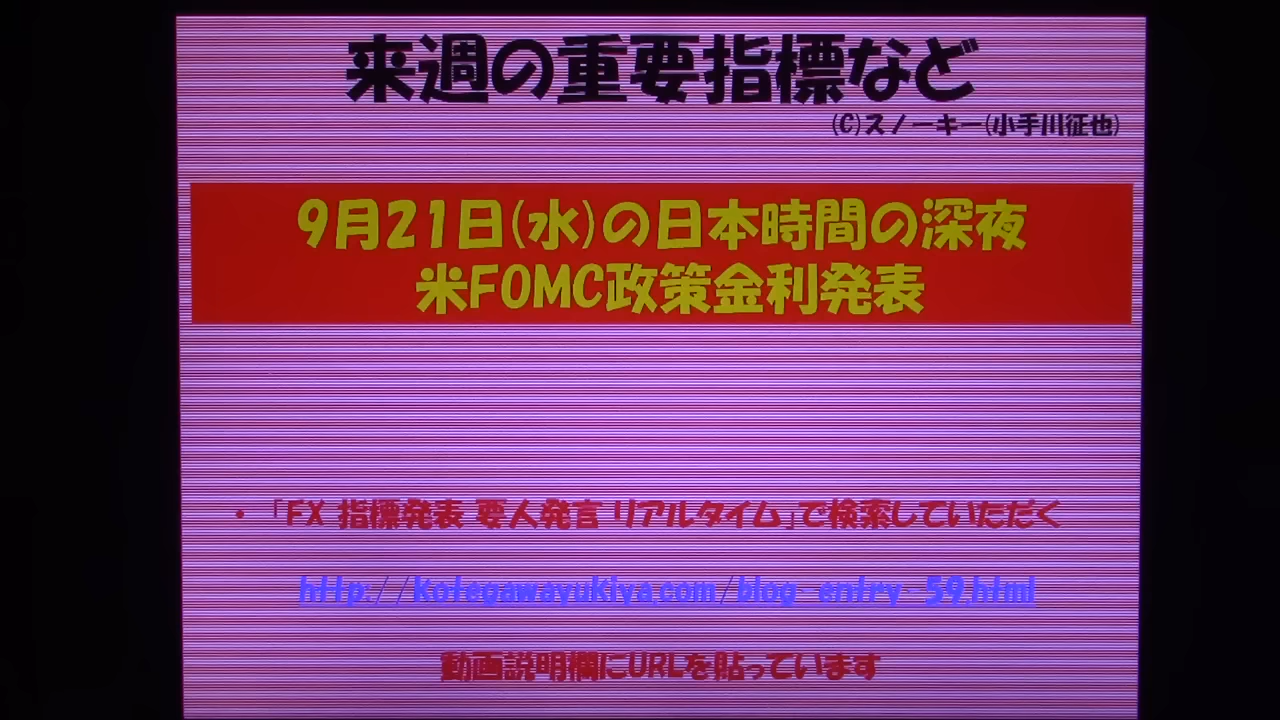 来週の重要指標など
(C)スノーキー(小手川征也)
9月21日(水)の日本時間の深夜
米FOMC政策金利発表
・「FX 指標発表 要人発言 リアルタイム」で検索していただく
http://kotegawayukiya.com/blog-entry-59.html
動画説明欄にURLを貼っています